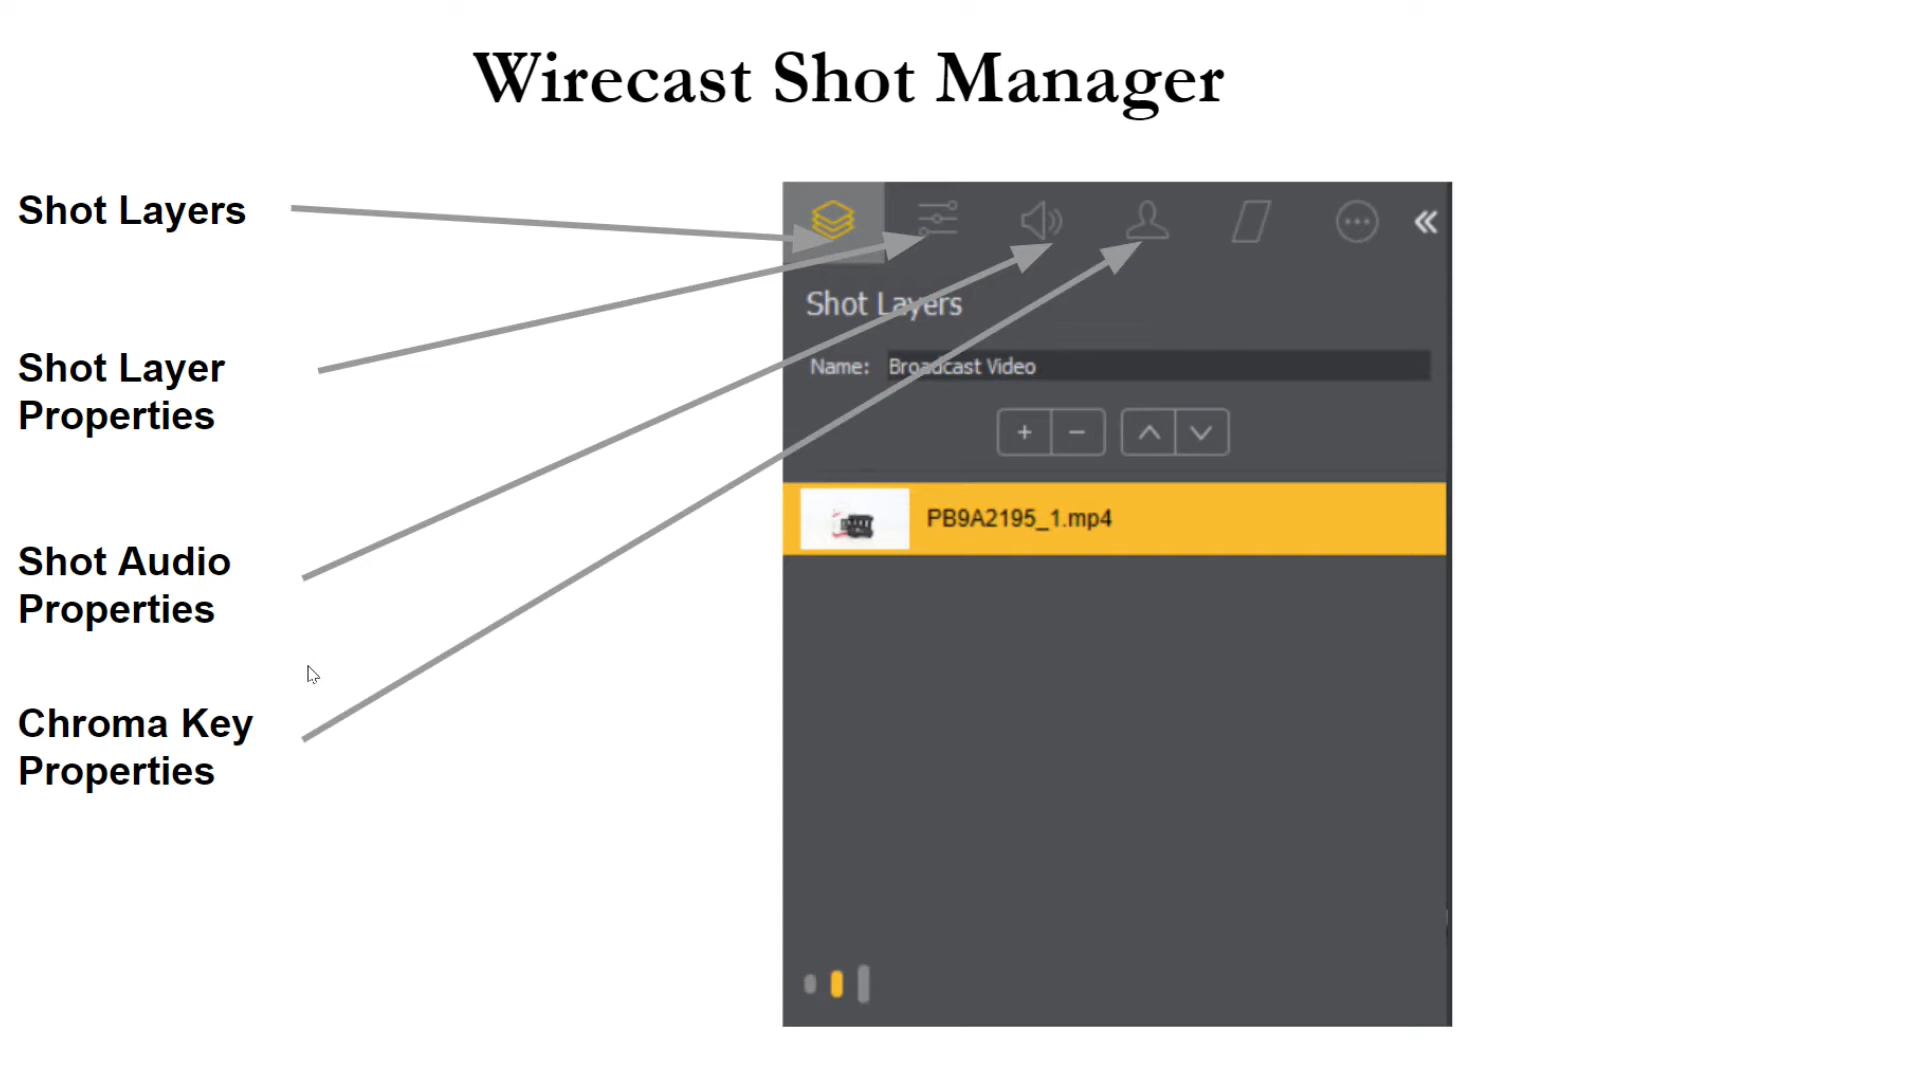 Wirecast Shot Manager
Shot Layers
Shot Layer
Properties
Shot Audio
Properties
Chroma Key
Properties
Shot Layers
Name: Broadcast Video
PB9A2195_1.mp4